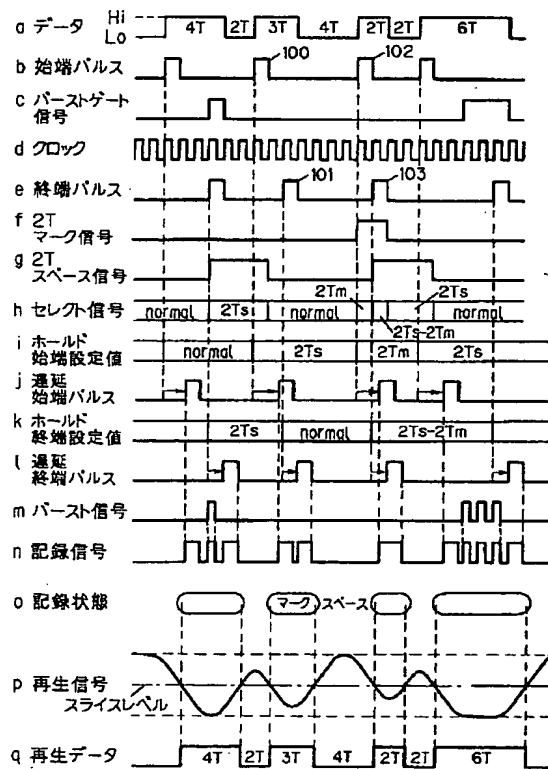 Hi
a データ
Lo
4T 2T 3T 4T 2T 2T 6T
b 始端パルス
100
102
c バーストゲート
信号
d クロック
e 終端パルス
101
103
f 2T
マーク信号
g 2T
スペース信号
2Tm
2Ts
h セレクト信号
normal 2Ts normal normal
2Ts-2Tm
i ホールド
始端設定値
normal 2Ts 2Tm 2Ts
j 遅延
始端パルス
k ホールド
終端設定値
2Ts normal 2Ts-2Tm
l 遅延
終端パルス
m バースト信号
n 記録信号
o 記録状態
マーク スペース
p 再生信号
スライスレベル
q 再生データ
4T 2T 3T 4T 2T 2T 6T